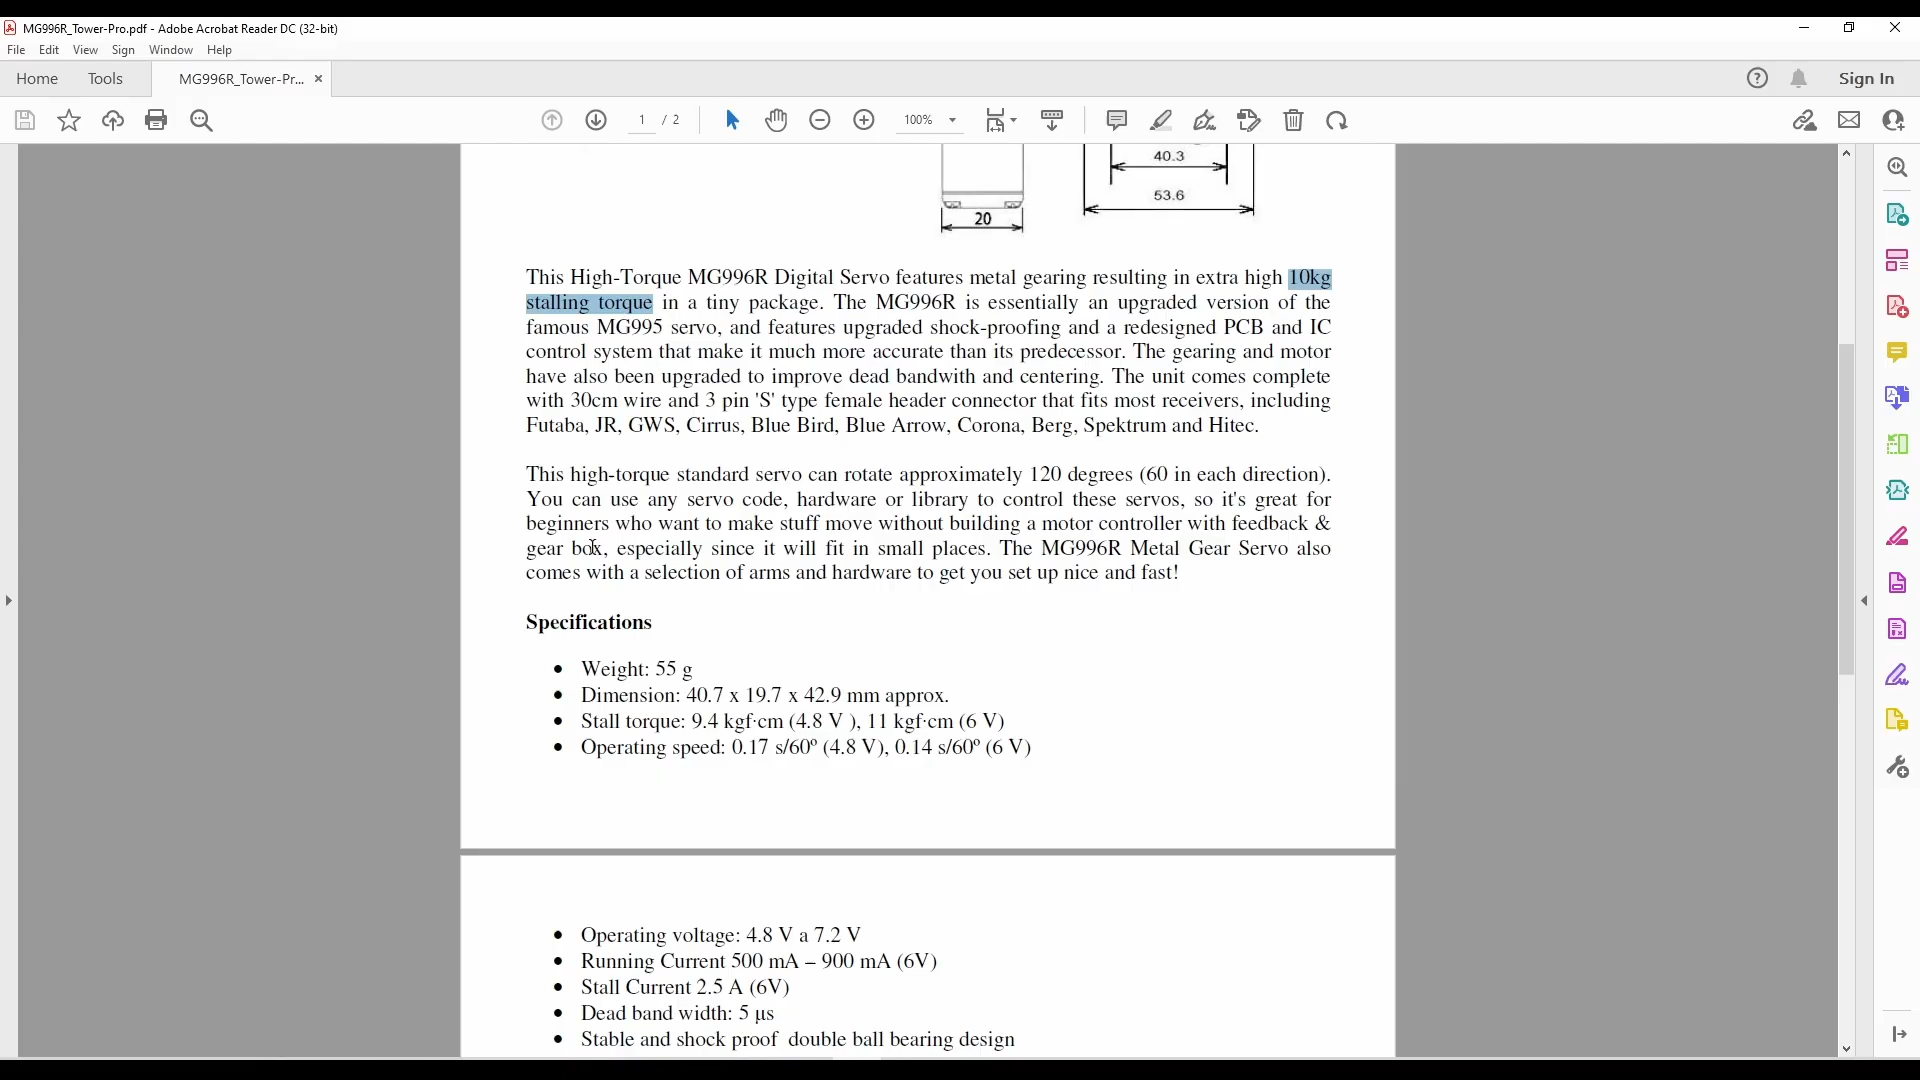 MG996R_Tower-Pro.pdf - Adobe Acrobat Reader DC (32-bit)
File Edit View Sign Window Help
Home Tools MG996R_Tower-Pr... × Sign In
1 / 2 100%
40.3
53.6
20
This High-Torque MG996R Digital Servo features metal gearing resulting in extra high 10kg
stalling torque in a tiny package. The MG996R is essentially an upgraded version of the
famous MG995 servo, and features upgraded shock-proofing and a redesigned PCB and IC
control system that make it much more accurate than its predecessor. The gearing and motor
have also been upgraded to improve dead bandwith and centering. The unit comes complete
with 30cm wire and 3 pin 'S' type female header connector that fits most receivers, including
Futaba, JR, GWS, Cirrus, Blue Bird, Blue Arrow, Corona, Berg, Spektrum and Hitec.
This high-torque standard servo can rotate approximately 120 degrees (60 in each direction).
You can use any servo code, hardware or library to control these servos, so it's great for
beginners who want to make stuff move without building a motor controller with feedback &
gear box, especially since it will fit in small places. The MG996R Metal Gear Servo also
comes with a selection of arms and hardware to get you set up nice and fast!
Specifications
• Weight: 55 g
• Dimension: 40.7 x 19.7 x 42.9 mm approx.
• Stall torque: 9.4 kgf·cm (4.8 V ), 11 kgf·cm (6 V)
• Operating speed: 0.17 s/60º (4.8 V), 0.14 s/60º (6 V)
• Operating voltage: 4.8 V a 7.2 V
• Running Current 500 mA – 900 mA (6V)
• Stall Current 2.5 A (6V)
• Dead band width: 5 µs
• Stable and shock proof double ball bearing design